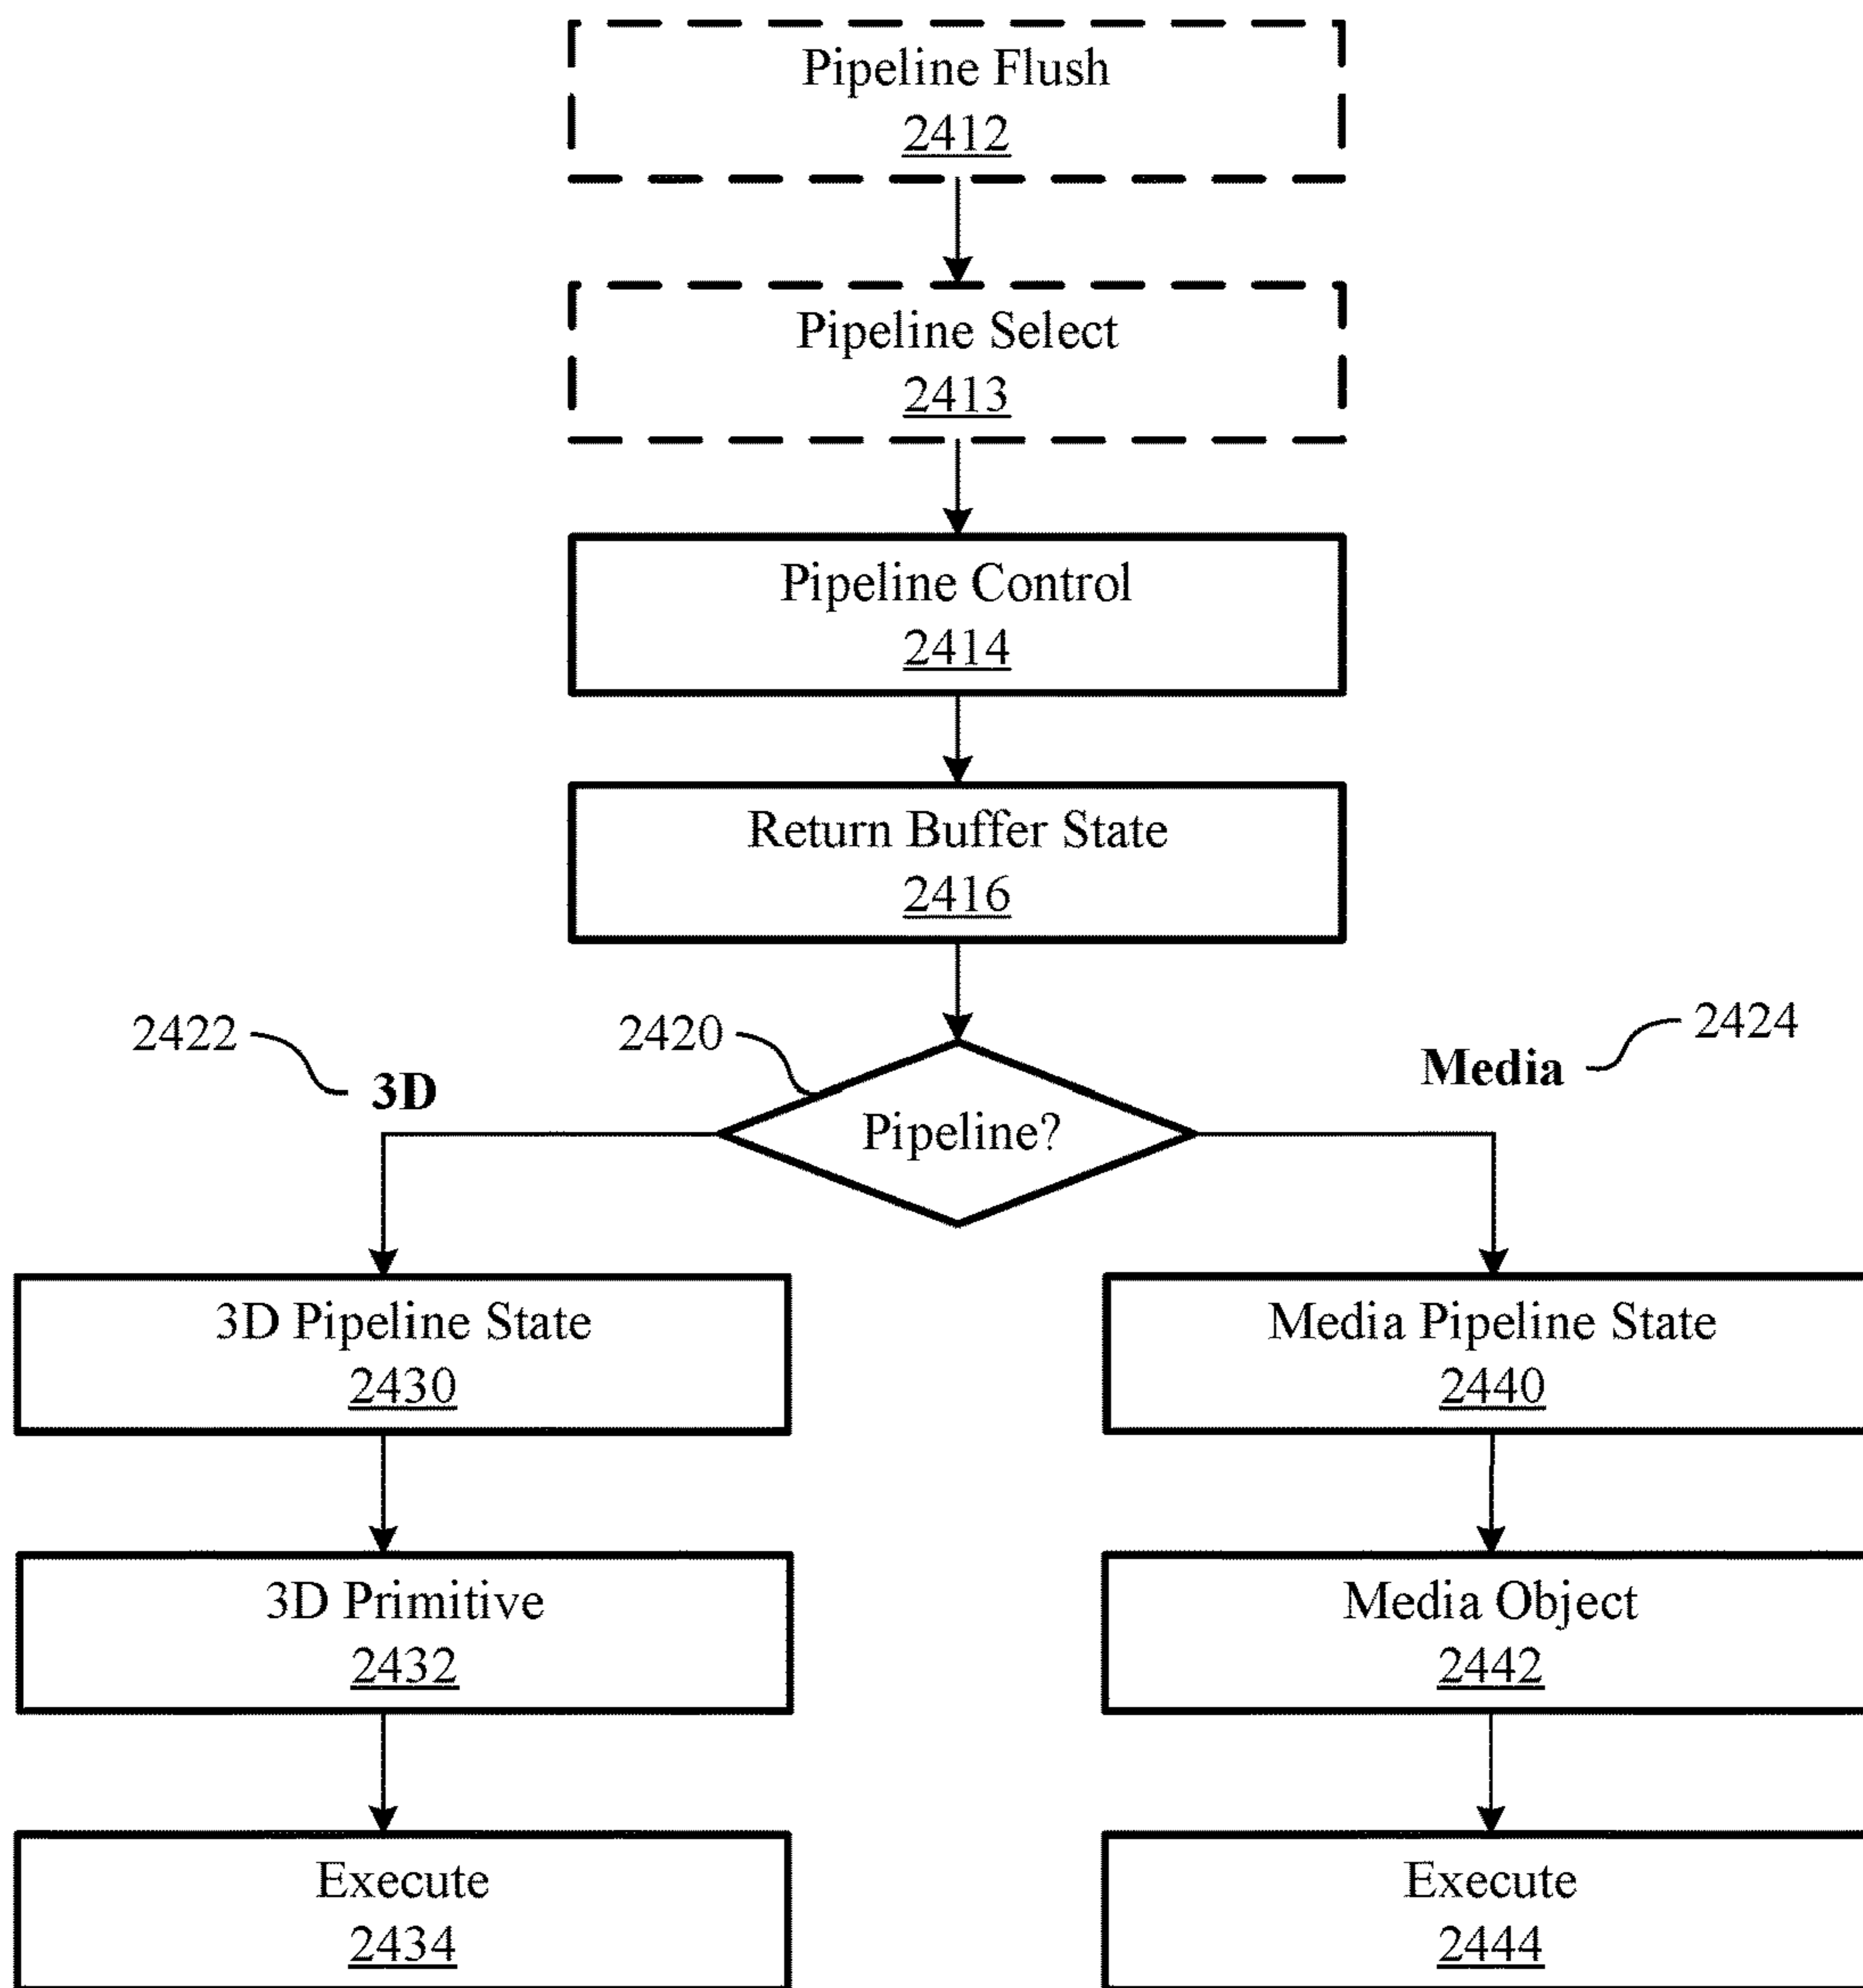 Pipeline Flush
2412
Pipeline Select
2413
Pipeline Control
2414
Return Buffer State
2416
2422
3D
2420
Pipeline?
Media
2424
3D Pipeline State
2430
Media Pipeline State
2440
3D Primitive
2432
Media Object
2442
Execute
2434
Execute
2444